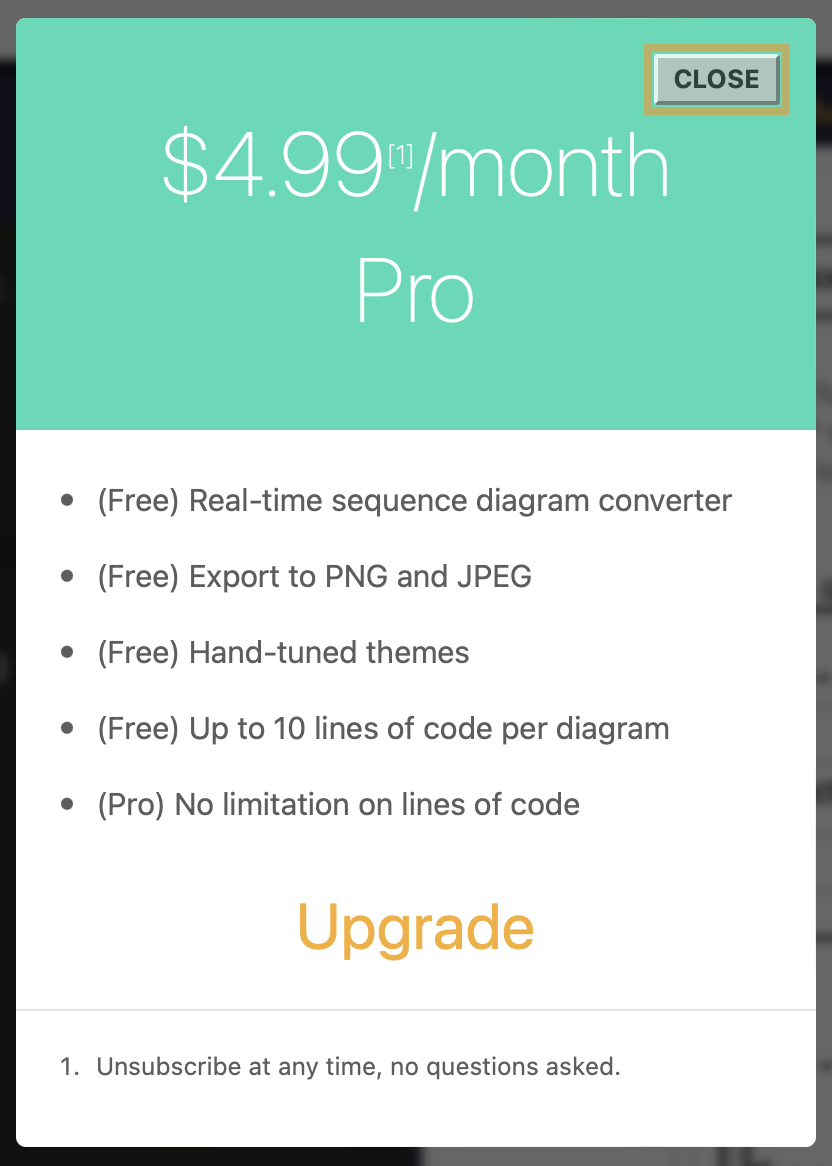 CLOSE
$4.99[1]/month
Pro
• (Free) Real-time sequence diagram converter
• (Free) Export to PNG and JPEG
• (Free) Hand-tuned themes
• (Free) Up to 10 lines of code per diagram
• (Pro) No limitation on lines of code
Upgrade
1. Unsubscribe at any time, no questions asked.